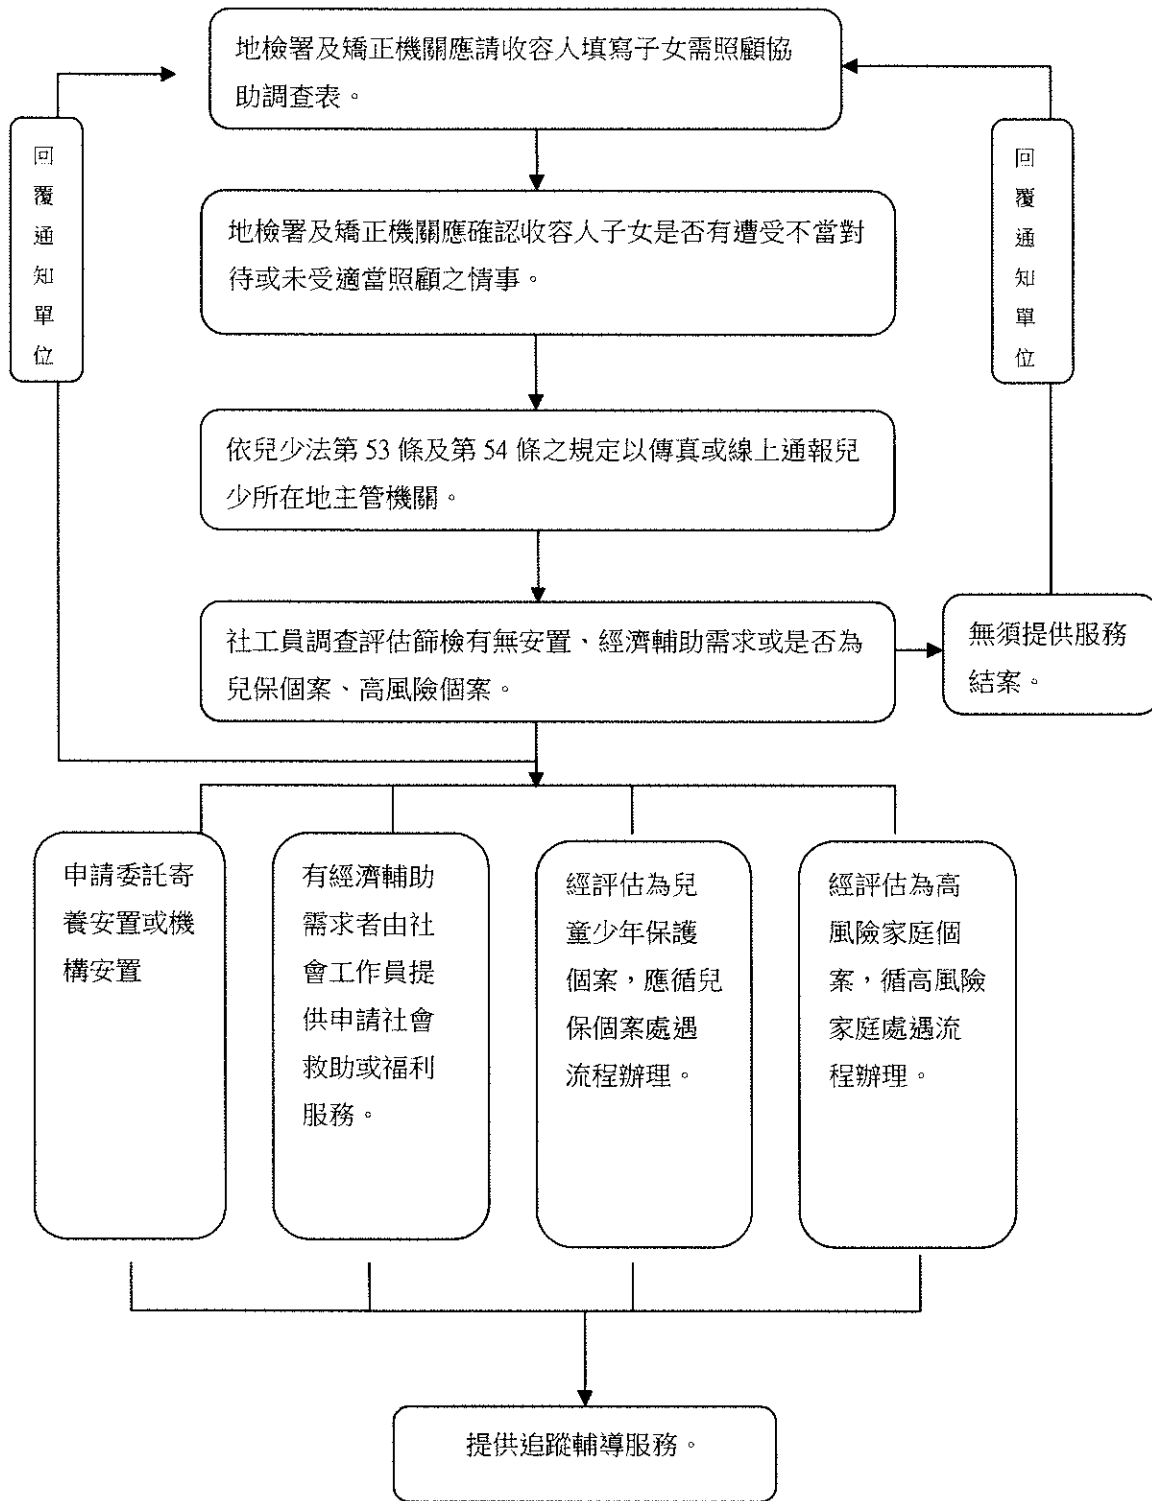 地檢署及矯正機關應請收容人填寫子女需照顧協
助調查表。
回
覆
通
知
單
位
回
覆
通
知
單
位
地檢署及矯正機關應確認收容人子女是否有遭受不當對
待或未受適當照顧之情事。
依兒少法第 53 條及第 54 條之規定以傳真或線上通報兒
少所在地主管機關。
社工員調查評估篩檢有無安置、經濟輔助需求或是否為
兒保個案、高風險個案。
無須提供服務
結案。
申請委託寄
養安置或機
構安置
有經濟輔助
需求者由社
會工作員提
供申請社會
救助或福利
服務。
經評估為兒
童少年保護
個案，應循兒
保個案處遇
流程辦理。
經評估為高
風險家庭個
案，循高風險
家庭處遇流
程辦理。
提供追蹤輔導服務。